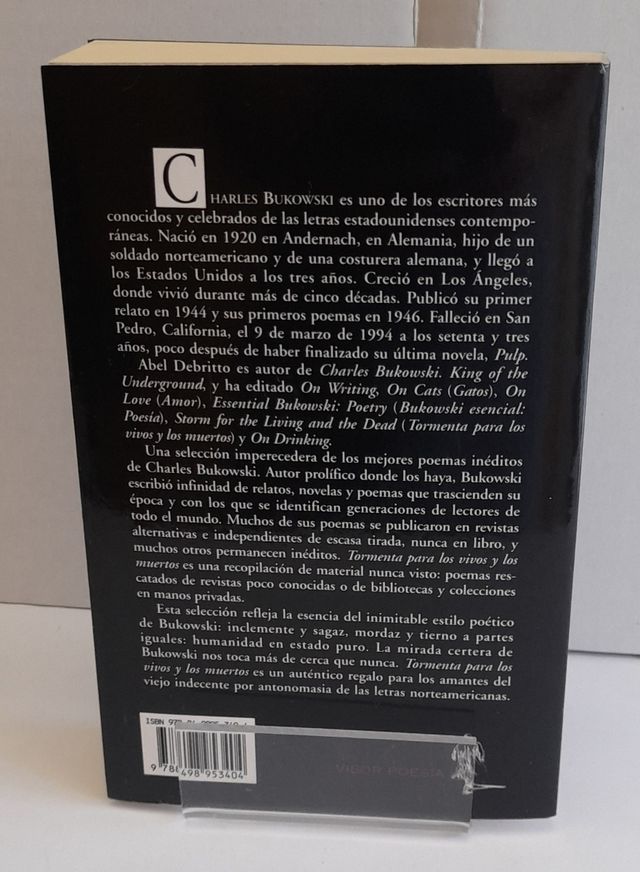 CHARLES BUKOWSKI es uno de los escritores más
conocidos y celebrados de las letras estadounidenses contempo-
ráneas. Nació en 1920 en Andernach, en Alemania, hijo de un
soldado norteamericano y de una costurera alemana, y llegó a
los Estados Unidos a los tres años. Creció en Los Ángeles,
donde vivió durante más de cinco décadas. Publicó su primer
relato en 1944 y sus primeros poemas en 1946. Falleció en San
Pedro, California, el 9 de marzo de 1994 a los setenta y tres
años, poco después de haber finalizado su última novela, Pulp.
Abel Debritto es autor de Charles Bukowski. King of the
Underground, y ha editado On Writing, On Cats (Gatos), On
Love (Amor), Essential Bukowski: Poetry (Bukowski esencial:
Poesía), Storm for the Living and the Dead (Tormenta para los
vivos y los muertos) y On Drinking.
Una selección imperecedera de los mejores poemas inéditos
de Charles Bukowski. Autor prolífico donde los haya, Bukowski
escribió infinidad de relatos, novelas y poemas que trascienden su
época y con los que se identifican generaciones de lectores de
todo el mundo. Muchos de sus poemas se publicaron en revistas
alternativas e independientes de escasa tirada, nunca en libro, y
muchos otros permanecen inéditos. Tormenta para los vivos y los
muertos es una recopilación de material nunca visto: poemas res-
catados de revistas poco conocidas o de bibliotecas y colecciones
en manos privadas.
Esta selección refleja la esencia del inimitable estilo poético
de Bukowski: inclemente y sagaz, mordaz y tierno a partes
iguales: humanidad en estado puro. La mirada certera de
Bukowski nos toca más de cerca que nunca. Tormenta para los
vivos y los muertos es un auténtico regalo para los amantes del
viejo indecente por antonomasia de las letras norteamericanas.
ISBN
9 788498 953404
VISOR POESÍA